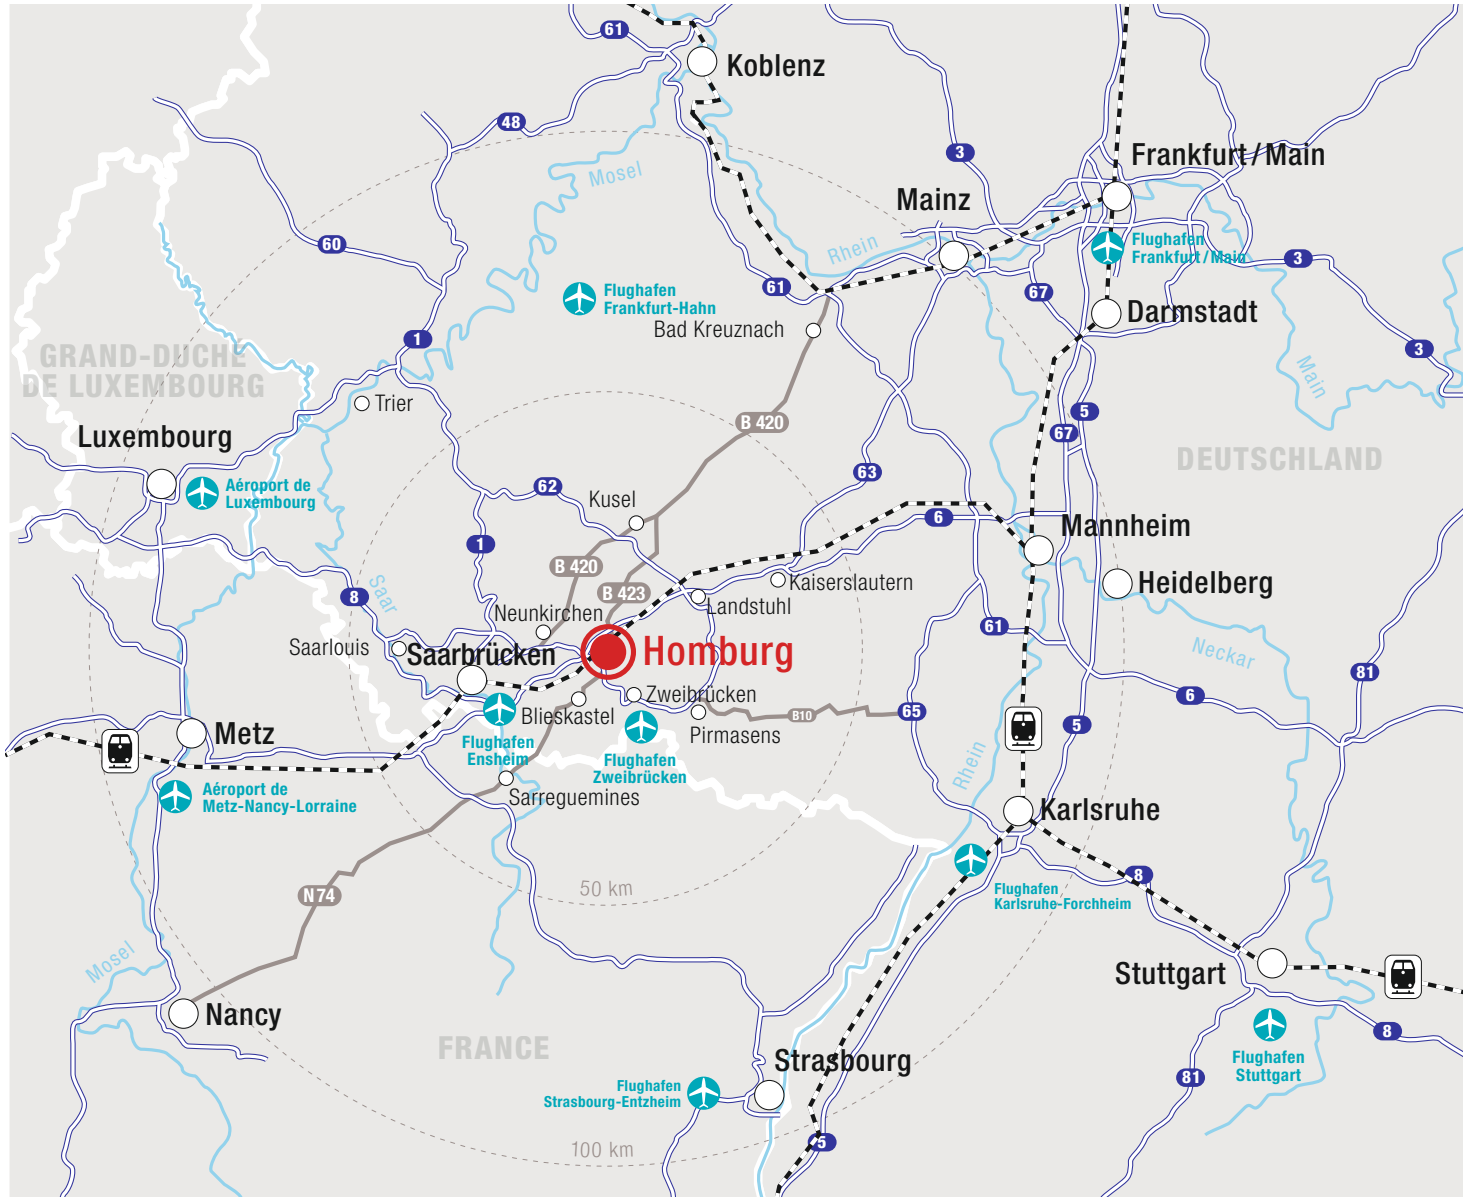 61
Koblenz
48
3
Frankfurt/Main
Mosel
Mainz
60
Rhein
Flughafen
Frankfurt/Main
3
61
67
Flughafen
Frankfurt-Hahn
Darmstadt
Bad Kreuznach
1
GRAND-DUCHÉ
DE LUXEMBOURG
3
Main
Trier
5
B 420
67
Luxembourg
DEUTSCHLAND
63
62
Aéroport de
Luxembourg
Kusel
6
Mannheim
1
B 420
Kaiserslautern
Heidelberg
8
Saar
B 423
Landstuhl
Neunkirchen
61
Saarlouis
Saarbrücken
Homburg
Neckar
81
Zweibrücken
6
Blieskastel
B10
65
5
Pirmasens
Metz
Flughafen
Ensheim
Flughafen
Zweibrücken
Rhein
Aéroport de
Metz-Nancy-Lorraine
Sarreguemines
Karlsruhe
50 km
8
N 74
Flughafen
Karlsruhe-Forchheim
Mosel
Stuttgart
Nancy
8
FRANCE
Strasbourg
Flughafen
Stuttgart
81
Flughafen
Strasbourg-Entzheim
5
100 km